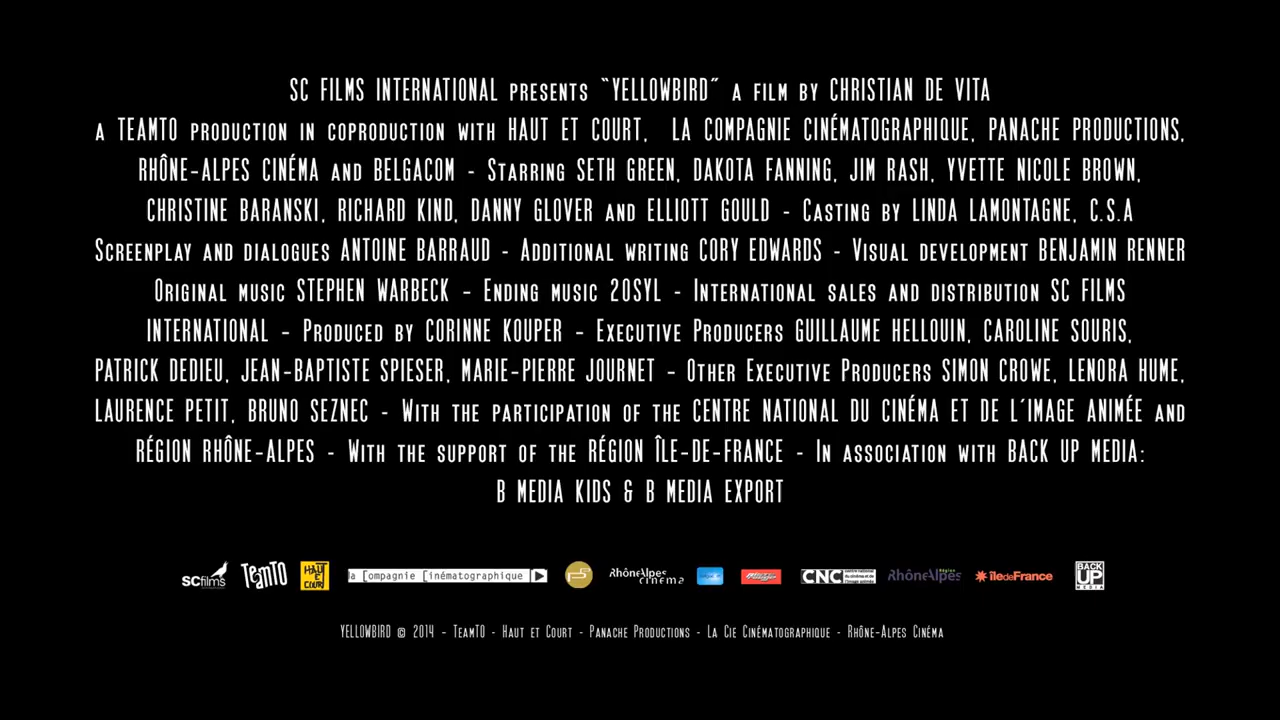 SC FILMS INTERNATIONAL PRESENTS “YELLOWBIRD” A FILM BY CHRISTIAN DE VITA
A TEAMTO PRODUCTION IN COPRODUCTION WITH HAUT ET COURT, LA COMPAGNIE CINÉMATOGRAPHIQUE, PANACHE PRODUCTIONS,
RHÔNE-ALPES CINÉMA AND BELGACOM - STARRING SETH GREEN, DAKOTA FANNING, JIM RASH, YVETTE NICOLE BROWN,
CHRISTINE BARANSKI, RICHARD KIND, DANNY GLOVER AND ELLIOTT GOULD - CASTING BY LINDA LAMONTAGNE, C.S.A
SCREENPLAY AND DIALOGUES ANTOINE BARRAUD - ADDITIONAL WRITING CORY EDWARDS - VISUAL DEVELOPMENT BENJAMIN RENNER
ORIGINAL MUSIC STEPHEN WARBECK - ENDING MUSIC 20SYL - INTERNATIONAL SALES AND DISTRIBUTION SC FILMS
INTERNATIONAL - PRODUCED BY CORINNE KOUPER - EXECUTIVE PRODUCERS GUILLAUME HELLOUIN, CAROLINE SOURIS,
PATRICK DEDIEU, JEAN-BAPTISTE SPIESER, MARIE-PIERRE JOURNET - OTHER EXECUTIVE PRODUCERS SIMON CROWE, LENORA HUME,
LAURENCE PETIT, BRUNO SEZNEC - WITH THE PARTICIPATION OF THE CENTRE NATIONAL DU CINÉMA ET DE L'IMAGE ANIMÉE AND
RÉGION RHÔNE-ALPES - WITH THE SUPPORT OF THE RÉGION ÎLE-DE-FRANCE - IN ASSOCIATION WITH BACK UP MEDIA:
B MEDIA KIDS & B MEDIA EXPORT
SCfilms TEAMTO HAUT ET COURT la [ompagnie [inématographique PS RhôneAlpes cinéma CNC RhôneAlpes Région îledeFrance BACK UP MEDIA
YELLOWBIRD © 2014 - TEAMTO - HAUT ET COURT - PANACHE PRODUCTIONS - LA CIE CINÉMATOGRAPHIQUE - RHÔNE-ALPES CINÉMA